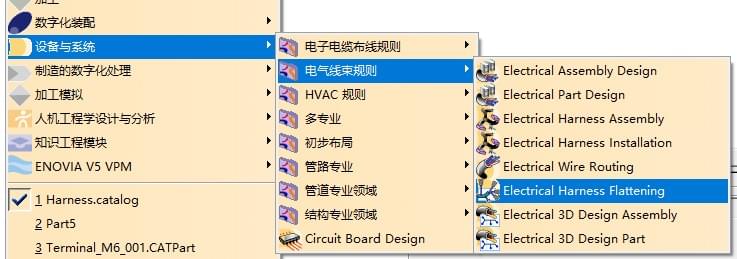 加工
数字化装配
设备与系统
制造的数字化处理
加工模拟
人机工程学设计与分析
知识工程模块
ENOVIA V5 VPM
1 Harness.catalog
2 Part5
3 Terminal_M6_001.CATPart
电子电缆布线规则
电气线束规则
HVAC 规则
多专业
初步布局
管路专业
管道专业领域
结构专业领域
Circuit Board Design
Electrical Assembly Design
Electrical Part Design
Electrical Harness Assembly
Electrical Harness Installation
Electrical Wire Routing
Electrical Harness Flattening
Electrical 3D Design Assembly
Electrical 3D Design Part